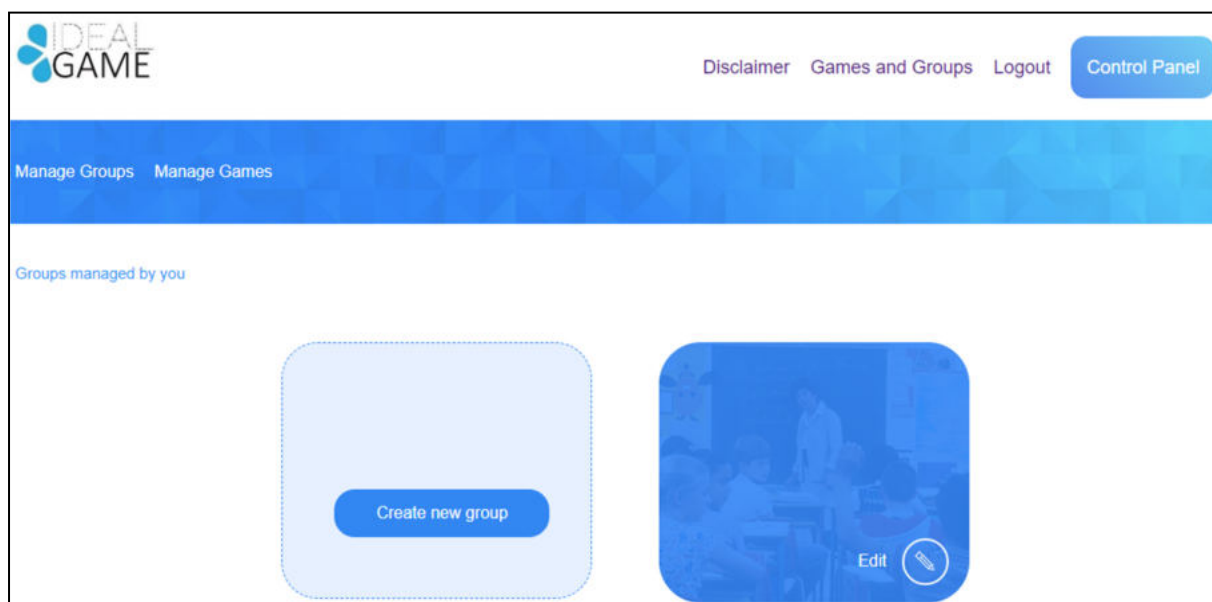 IDEAL
GAME
Disclaimer Games and Groups Logout Control Panel
Manage Groups Manage Games
Groups managed by you
Create new group
Edit